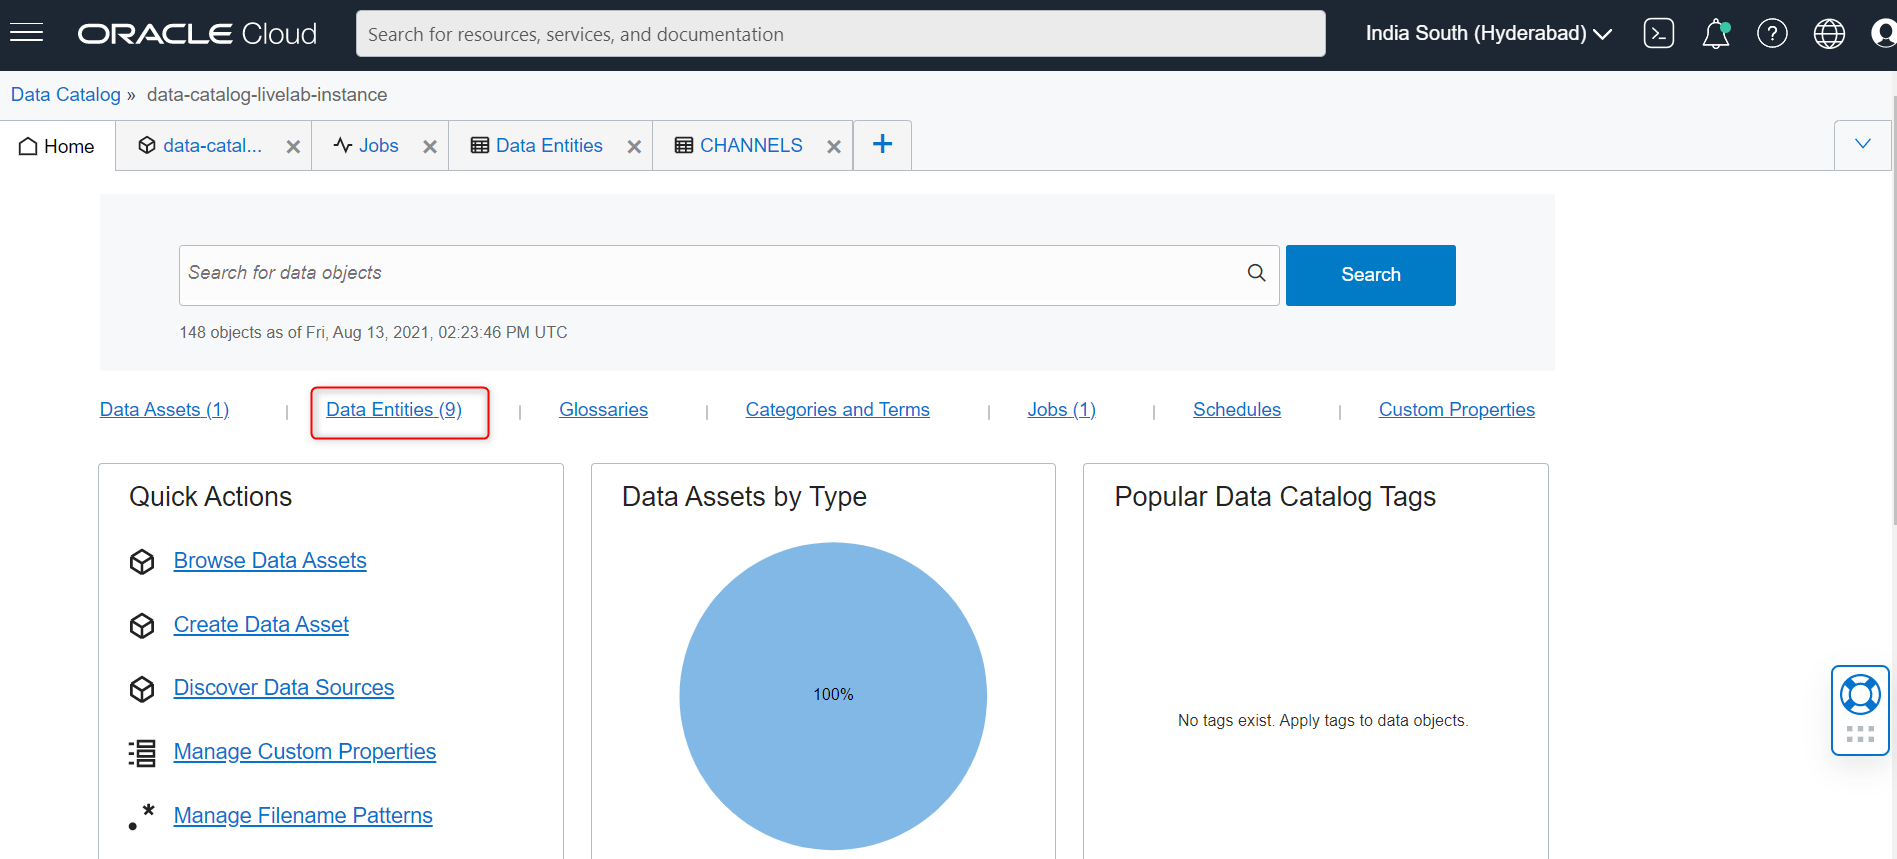 ORACLE Cloud
Search for resources, services, and documentation
India South (Hyderabad)
Data Catalog » data-catalog-livelab-instance
Home
data-catal...
Jobs
Data Entities
CHANNELS
Search for data objects
Search
148 objects as of Fri, Aug 13, 2021, 02:23:46 PM UTC
Data Assets (1) | Data Entities (9) | Glossaries | Categories and Terms | Jobs (1) | Schedules | Custom Properties
Quick Actions
Browse Data Assets
Create Data Asset
Discover Data Sources
Manage Custom Properties
Manage Filename Patterns
Data Assets by Type
100%
Popular Data Catalog Tags
No tags exist. Apply tags to data objects.